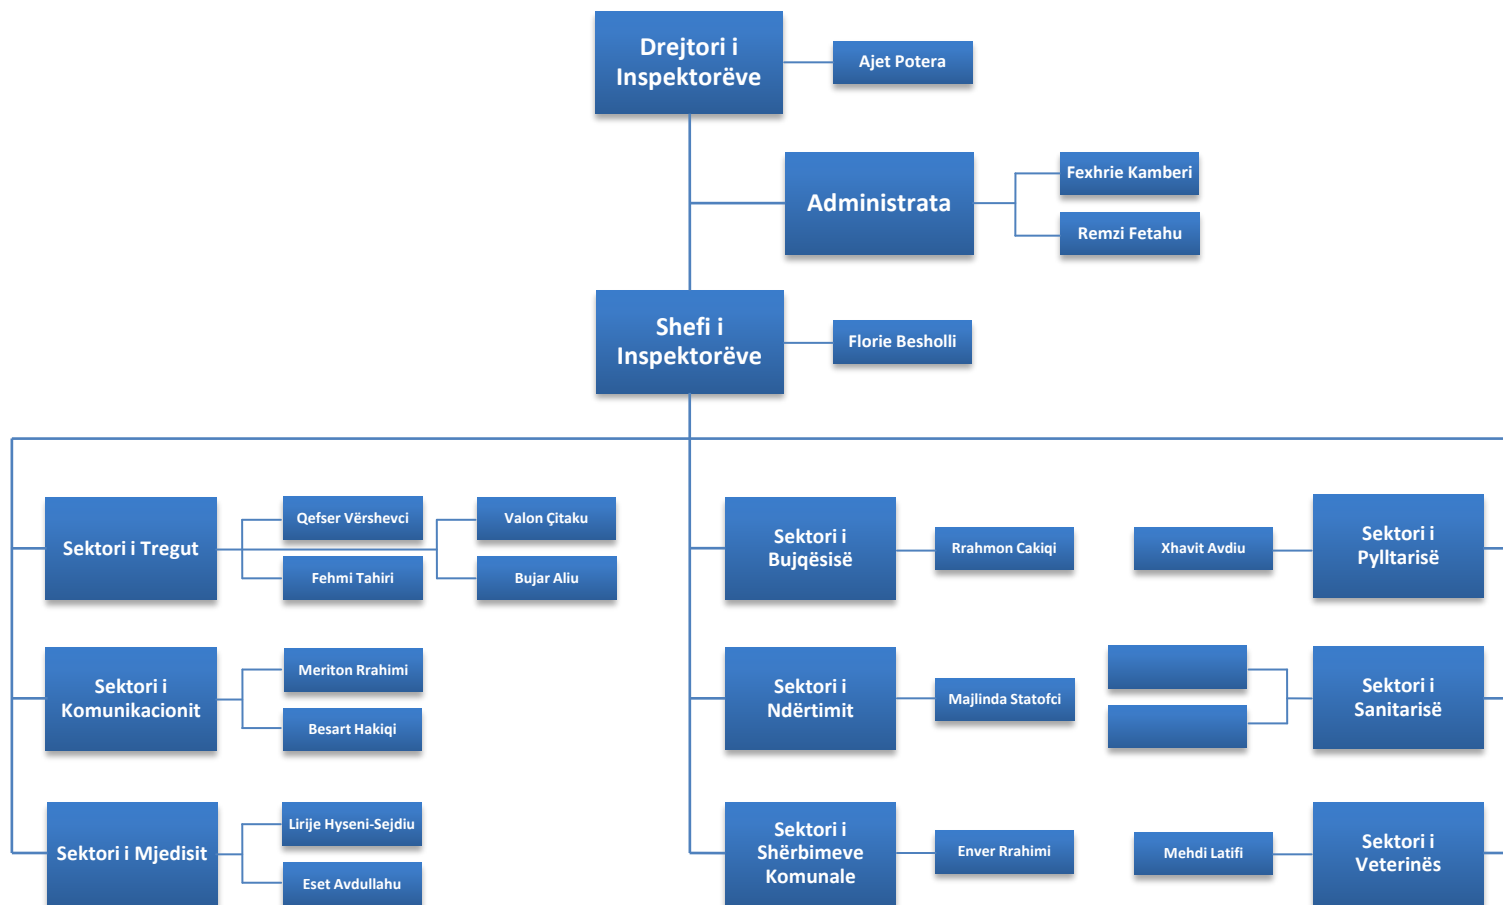 Drejtori i
Inspektorëve
Ajet Potera
Administrata
Fexhrie Kamberi
Remzi Fetahu
Shefi i
Inspektorëve
Florie Besholli
Sektori i Tregut
Qefser Vërshevci
Valon Çitaku
Fehmi Tahiri
Bujar Aliu
Sektori i
Bujqësisë
Rrahmon Cakiqi
Xhavit Avdiu
Sektori i
Pylltarisë
Sektori i
Komunikacionit
Meriton Rrahimi
Besart Hakiqi
Sektori i
Ndërtimit
Majlinda Statofci
Sektori i
Sanitarisë
Sektori i Mjedisit
Lirije Hyseni-Sejdiu
Eset Avdullahu
Sektori i
Shërbimeve
Komunale
Enver Rrahimi
Mehdi Latifi
Sektori i
Veterinës